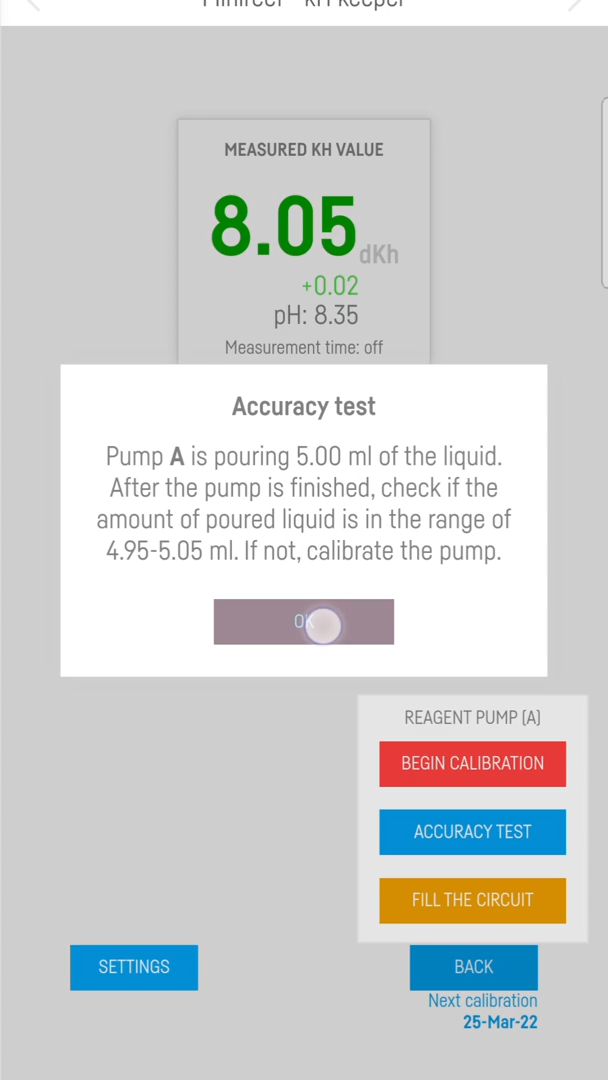 MEASURED KH VALUE
8.05 dKh
+0.02
pH: 8.35
Measurement time: off
Accuracy test
Pump A is pouring 5.00 ml of the liquid.
After the pump is finished, check if the
amount of poured liquid is in the range of
4.95-5.05 ml. If not, calibrate the pump.
OK
REAGENT PUMP (A)
BEGIN CALIBRATION
ACCURACY TEST
FILL THE CIRCUIT
SETTINGS
BACK
Next calibration
25-Mar-22